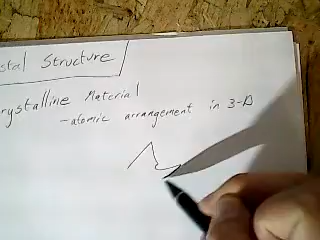 stal Structure
rystalline Material
-atomic arrangement in 3-D